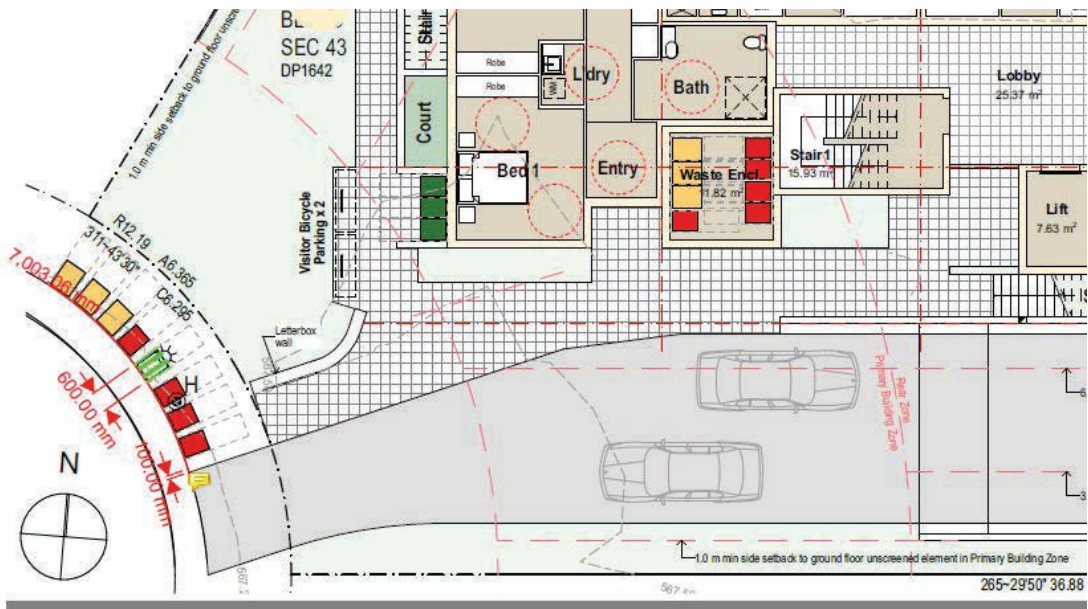 SEC 43
DP1642
1.0 m min side setback to ground floor unscreened
Stair
Court
Robe
Robe
WM
L'dry
Bath
Bed 1
Entry
Waste Encl.
1.82 m²
Stair1
15.93 m²
Lobby
25.37 m²
Lift
7.63 m²
Visitor Bicycle
Parking x 2
R12.19
311~43'30"
A6.365
C6.295
7,003.06 mm
Letterbox
wall
H
600.00 mm
100.00 mm
N
Rear Zone
Primary Building Zone
1.0 m min side setback to ground floor unscreened element in Primary Building Zone
265~29'50" 36.88